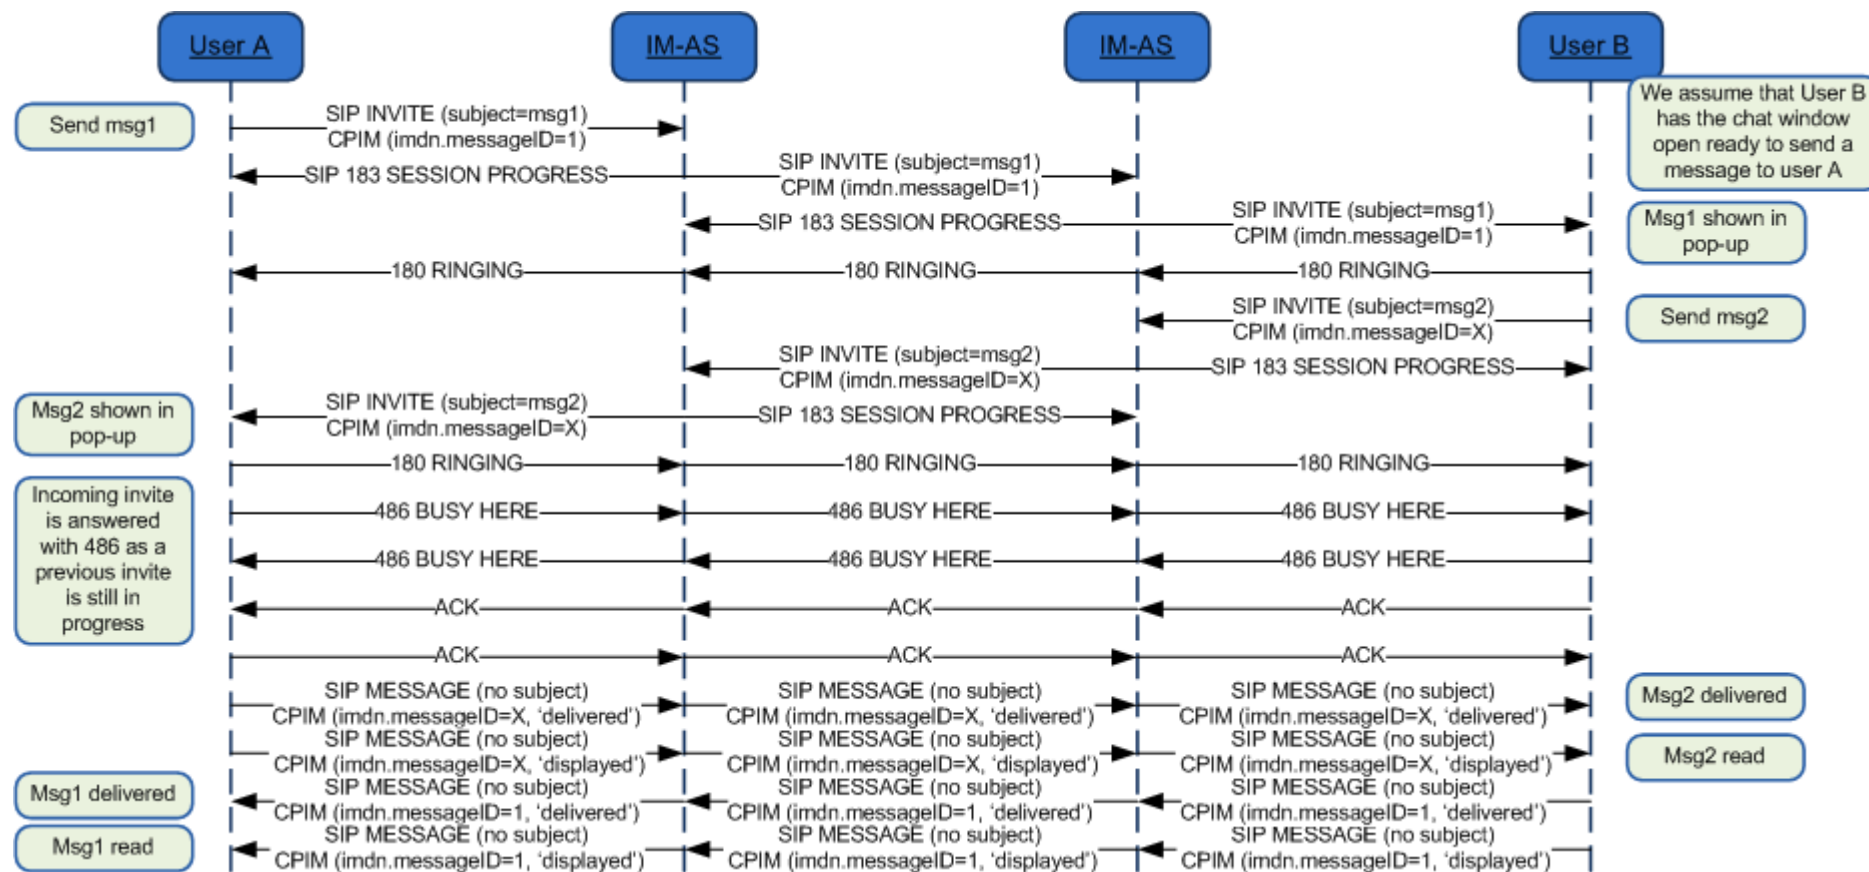 User A
IM-AS
IM-AS
User B
Send msg1
SIP INVITE (subject=msg1)
CPIM (imdn.messageID=1)
We assume that User B
has the chat window
open ready to send a
message to user A
SIP 183 SESSION PROGRESS
SIP INVITE (subject=msg1)
CPIM (imdn.messageID=1)
SIP 183 SESSION PROGRESS
SIP INVITE (subject=msg1)
CPIM (imdn.messageID=1)
Msg1 shown in
pop-up
180 RINGING
180 RINGING
180 RINGING
SIP INVITE (subject=msg2)
CPIM (imdn.messageID=X)
Send msg2
SIP INVITE (subject=msg2)
CPIM (imdn.messageID=X)
SIP 183 SESSION PROGRESS
Msg2 shown in
pop-up
SIP INVITE (subject=msg2)
CPIM (imdn.messageID=X)
SIP 183 SESSION PROGRESS
180 RINGING
180 RINGING
180 RINGING
Incoming invite
is answered
with 486 as a
previous invite
is still in
progress
486 BUSY HERE
486 BUSY HERE
486 BUSY HERE
486 BUSY HERE
486 BUSY HERE
486 BUSY HERE
ACK
ACK
ACK
ACK
ACK
ACK
SIP MESSAGE (no subject)
CPIM (imdn.messageID=X, ‘delivered’)
SIP MESSAGE (no subject)
CPIM (imdn.messageID=X, ‘delivered’)
SIP MESSAGE (no subject)
CPIM (imdn.messageID=X, ‘delivered’)
Msg2 delivered
SIP MESSAGE (no subject)
CPIM (imdn.messageID=X, ‘displayed’)
SIP MESSAGE (no subject)
CPIM (imdn.messageID=X, ‘displayed’)
SIP MESSAGE (no subject)
CPIM (imdn.messageID=X, ‘displayed’)
Msg2 read
Msg1 delivered
SIP MESSAGE (no subject)
CPIM (imdn.messageID=1, ‘delivered’)
SIP MESSAGE (no subject)
CPIM (imdn.messageID=1, ‘delivered’)
SIP MESSAGE (no subject)
CPIM (imdn.messageID=1, ‘delivered’)
Msg1 read
SIP MESSAGE (no subject)
CPIM (imdn.messageID=1, ‘displayed’)
SIP MESSAGE (no subject)
CPIM (imdn.messageID=1, ‘displayed’)
SIP MESSAGE (no subject)
CPIM (imdn.messageID=1, ‘displayed’)